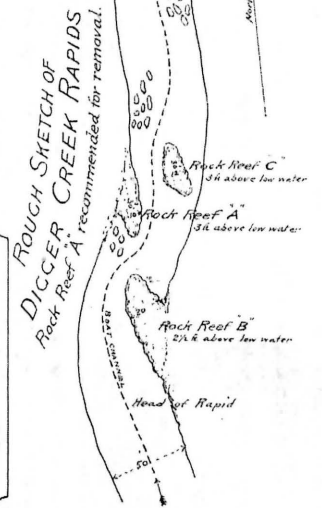 ROUGH SKETCH OF
DIGGER CREEK RAPIDS
Rock Reef "A" recommended for removal.
Rock Reef "C"
3 ft above low water
Rock Reef "A"
3 ft above low water
Rock Reef "B"
2½ ft above low water
BOAT CHANNEL
Head of Rapid
50'